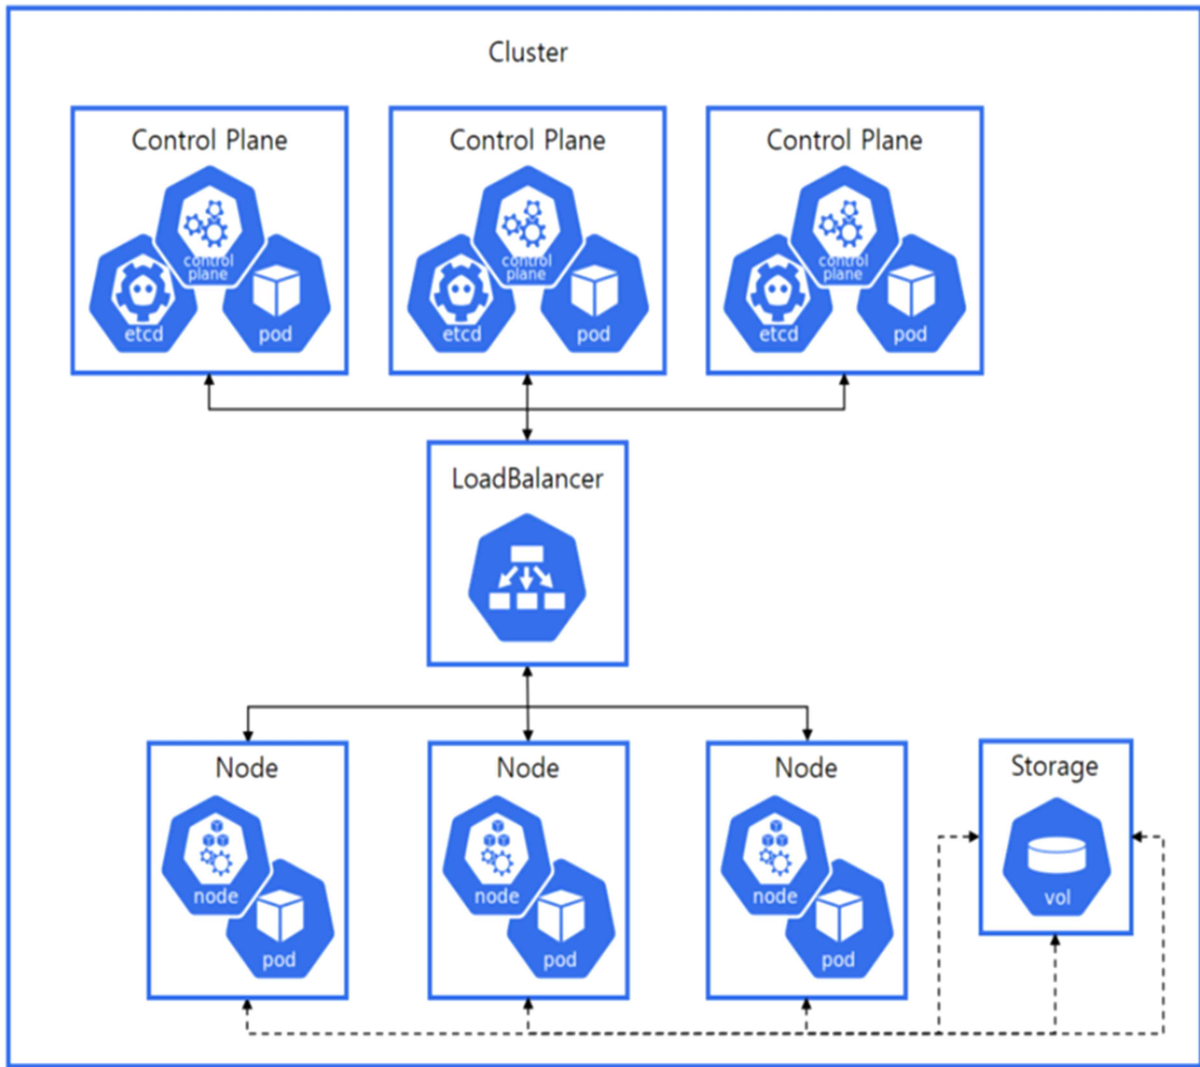 Cluster
Control Plane
control
plane
etcd
pod
Control Plane
control
plane
etcd
pod
Control Plane
control
plane
etcd
pod
LoadBalancer
Node
node
pod
Node
node
pod
Node
node
pod
Storage
vol